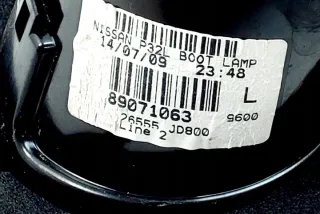 NISSAN P32L BOOT LAMP
14/07/09 23:48
89071063
L
9600
26555 JD800
Line 2